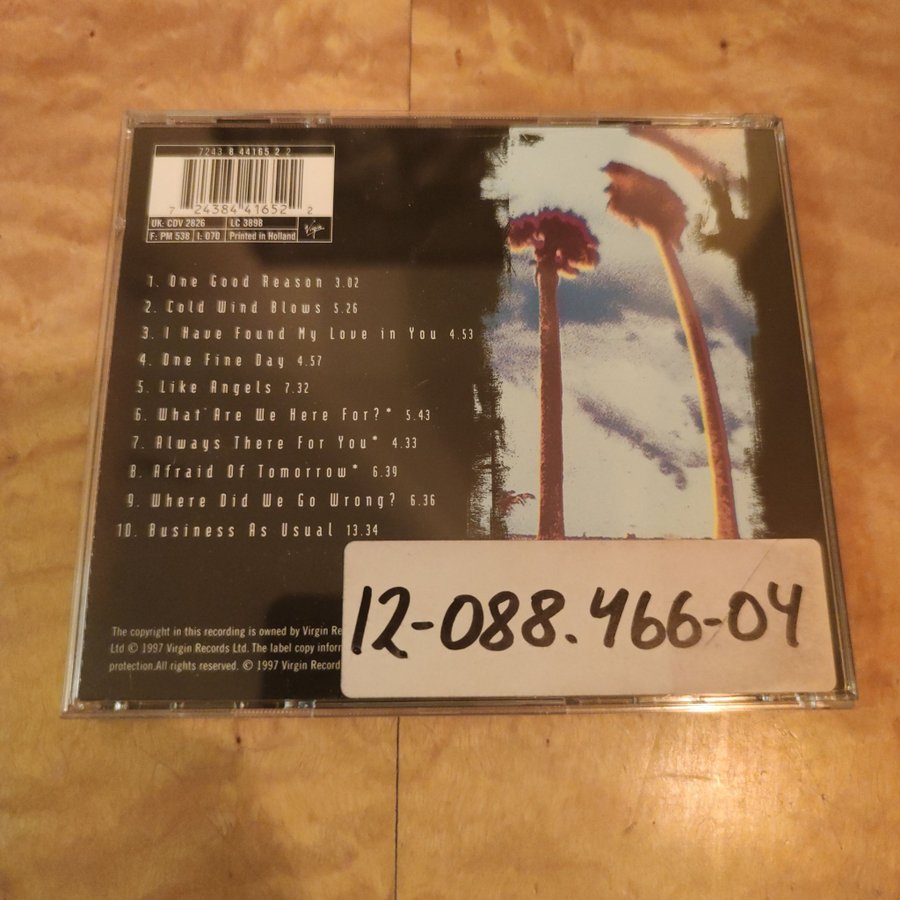 7243 8 44165 2 2
7 24384 41652 2
UK: CDV 2826 LC 3898
F: PM 538 I: 070 Printed in Holland Virgin
1. One Good Reason 3.02
2. Cold Wind Blows 5.26
3. I Have Found My Love in You 4.53
4. One Fine Day 4.57
5. Like Angels 7.32
6. What Are We Here For?* 5.43
7. Always There For You* 4.33
8. Afraid Of Tomorrow* 6.39
9. Where Did We Go Wrong? 6.36
10. Business As Usual 13.34
The copyright in this recording is owned by Virgin Re
Ltd © 1997 Virgin Records Ltd. The label copy inform
protection.All rights reserved. © 1997 Virgin Record
12-088.466-04